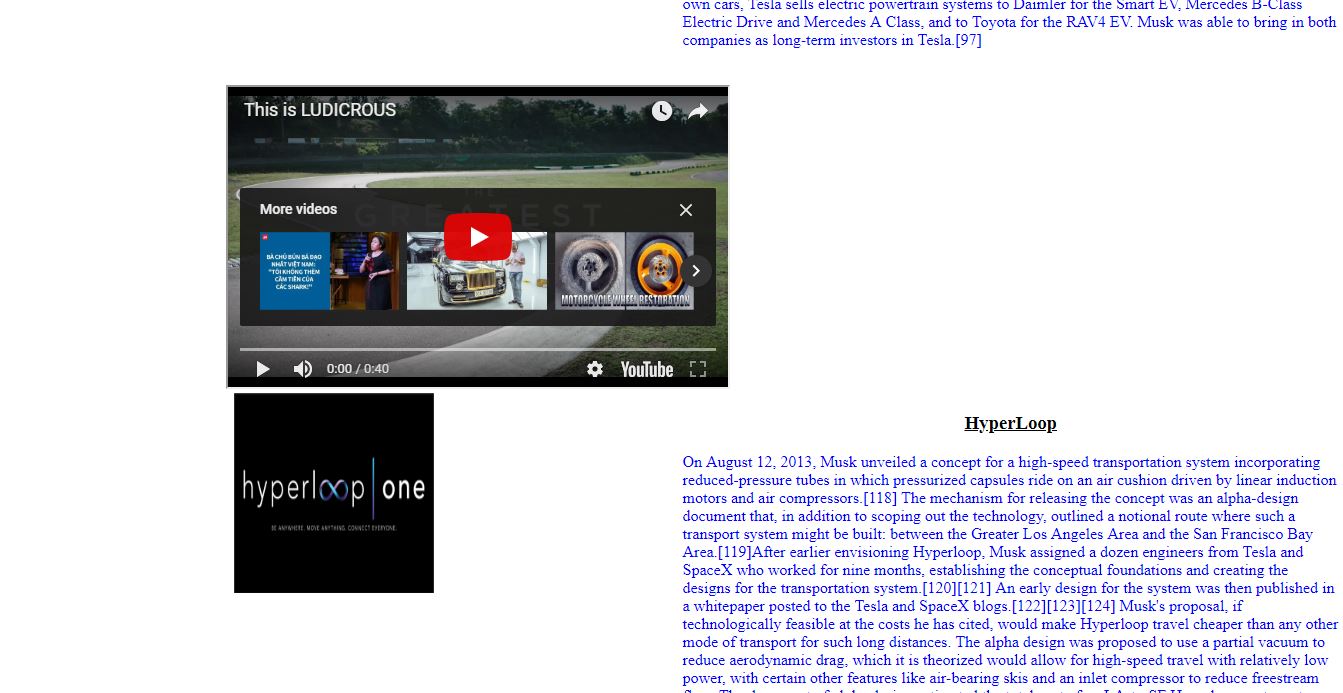 own cars, Tesla sells electric powertrain systems to Daimler for the Smart EV, Mercedes B-Class
Electric Drive and Mercedes A Class, and to Toyota for the RAV4 EV. Musk was able to bring in both
companies as long-term investors in Tesla.[97]
This is LUDICROUS
THE
GREATEST
More videos
BÀ CHỦ BÚN BÁ ĐẠO
NHẤT VIỆT NAM:
"TÔI KHÔNG THÈM
CẦM TIỀN CỦA
CÁC SHARK!"
MOTORCYCLE WHEEL RESTORATION
0:00 / 0:40
YouTube
hyperloop one
BE ANYWHERE. MOVE ANYTHING. CONNECT EVERYONE.
HyperLoop
On August 12, 2013, Musk unveiled a concept for a high-speed transportation system incorporating
reduced-pressure tubes in which pressurized capsules ride on an air cushion driven by linear induction
motors and air compressors.[118] The mechanism for releasing the concept was an alpha-design
document that, in addition to scoping out the technology, outlined a notional route where such a
transport system might be built: between the Greater Los Angeles Area and the San Francisco Bay
Area.[119]After earlier envisioning Hyperloop, Musk assigned a dozen engineers from Tesla and
SpaceX who worked for nine months, establishing the conceptual foundations and creating the
designs for the transportation system.[120][121] An early design for the system was then published in
a whitepaper posted to the Tesla and SpaceX blogs.[122][123][124] Musk's proposal, if
technologically feasible at the costs he has cited, would make Hyperloop travel cheaper than any other
mode of transport for such long distances. The alpha design was proposed to use a partial vacuum to
reduce aerodynamic drag, which it is theorized would allow for high-speed travel with relatively low
power, with certain other features like air-bearing skis and an inlet compressor to reduce freestream